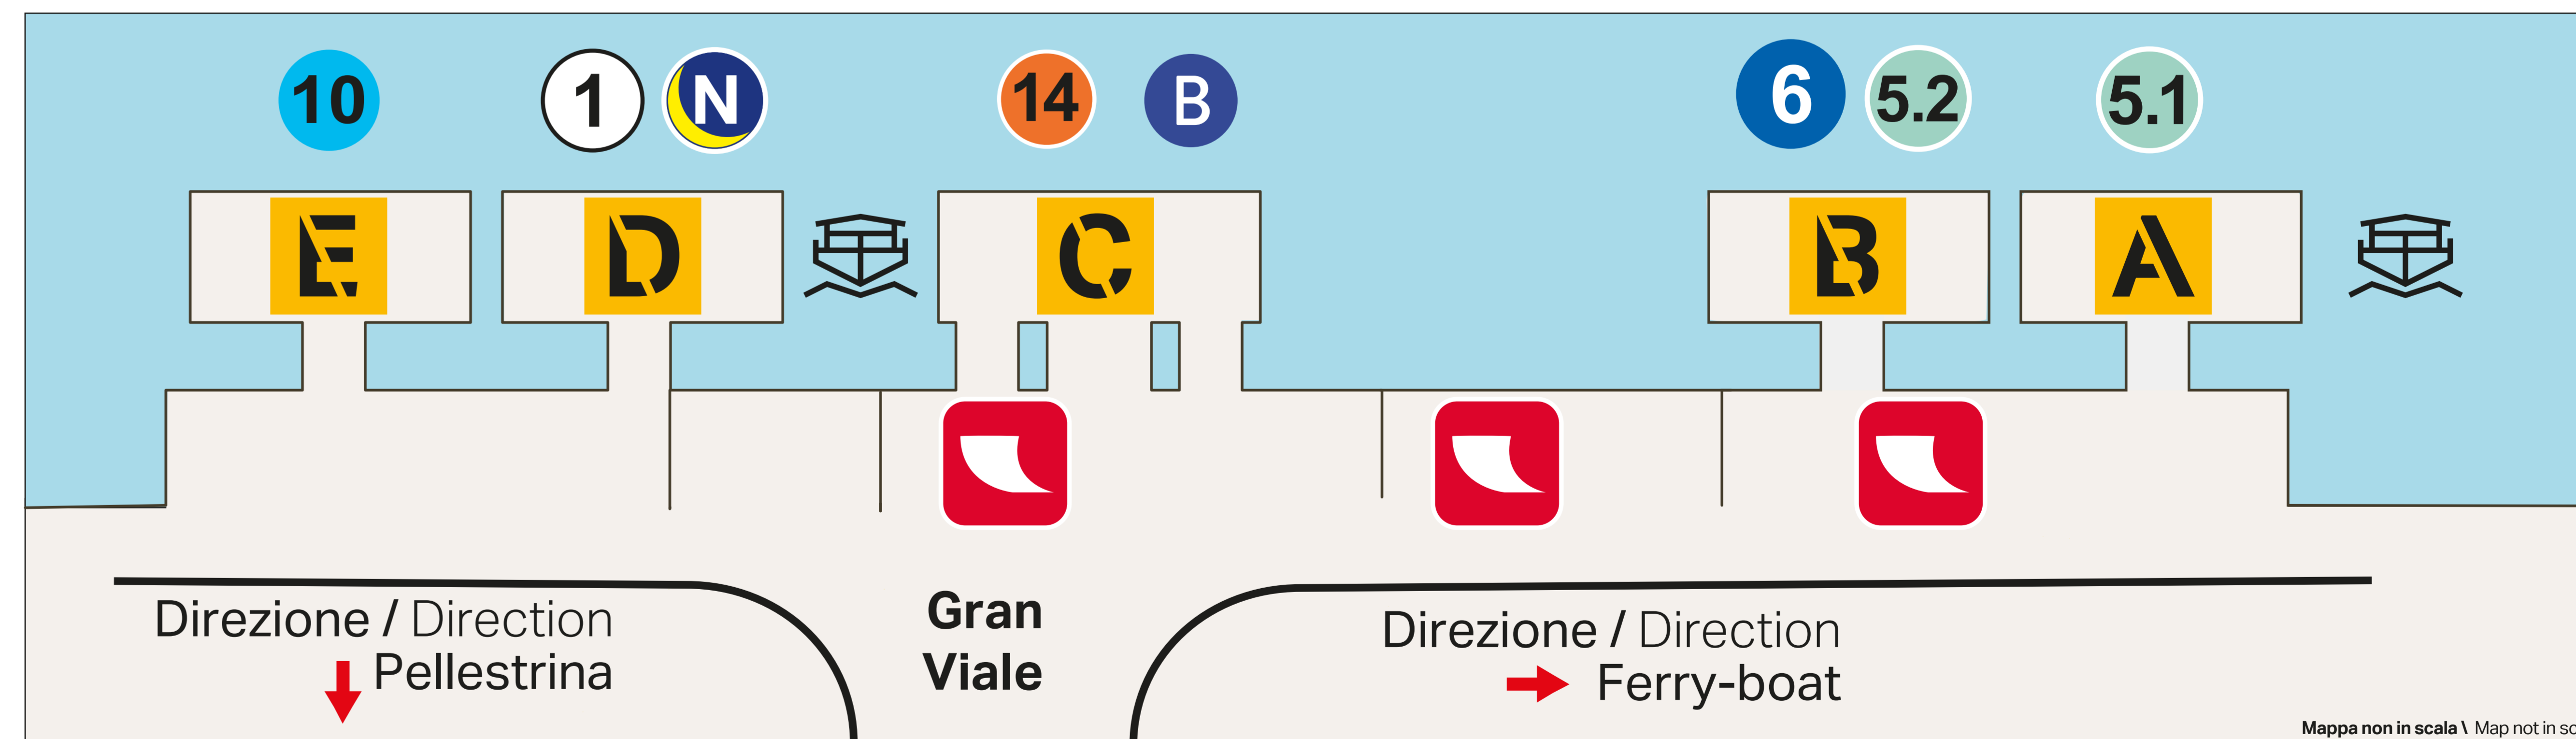 10 1 N 14 B 6 5.2 5.1
E D C B A
Direzione / Direction
Pellestrina
Gran
Viale
Direzione / Direction
Ferry-boat
Mappa non in scala \ Map not in sc